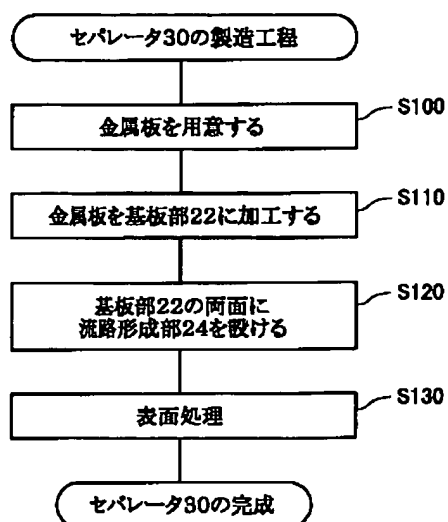 セパレータ30の製造工程
S100
金属板を用意する
S110
金属板を基板部22に加工する
S120
基板部22の両面に
流路形成部24を設ける
S130
表面処理
セパレータ30の完成